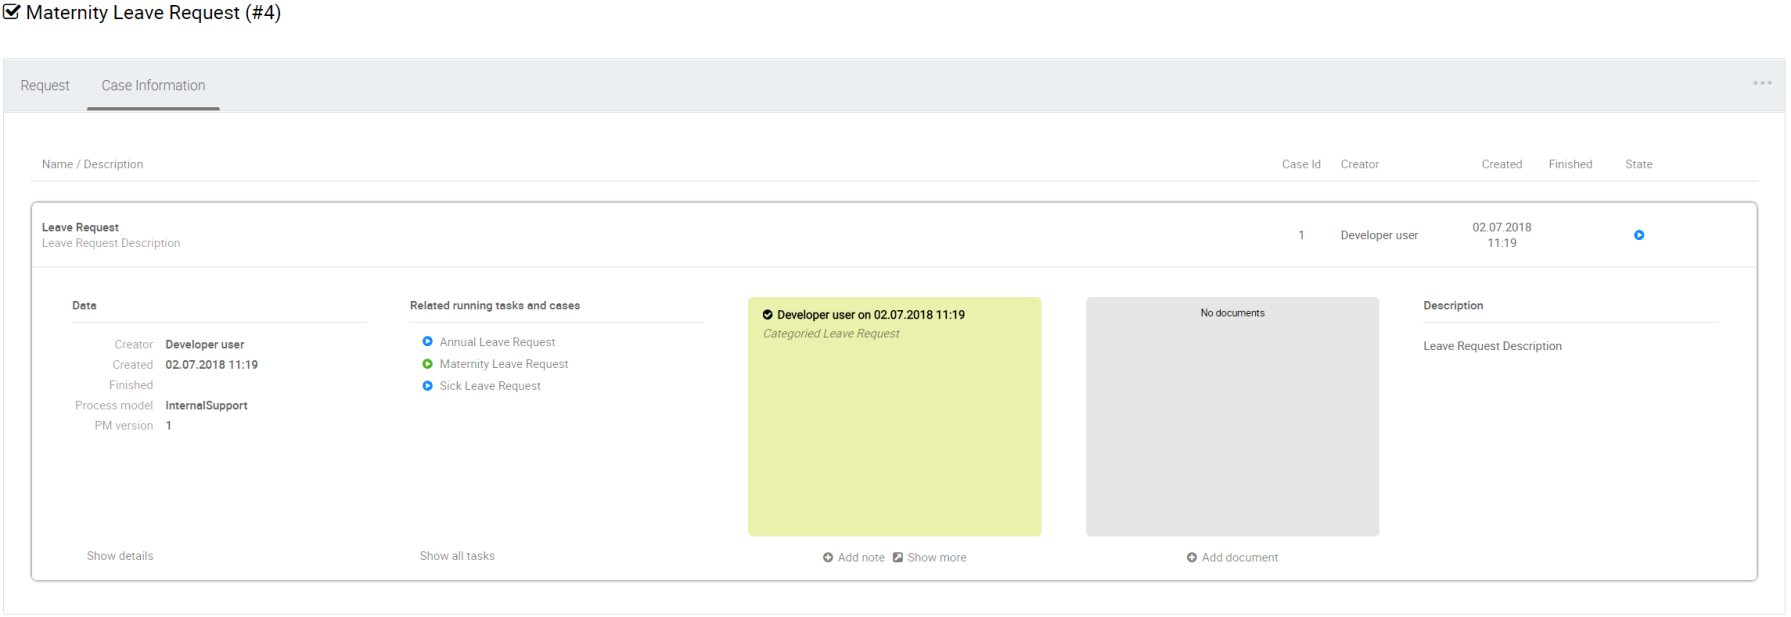 Maternity Leave Request (#4)
Request
Case Information
Name / Description
Case Id
Creator
Created
Finished
State
Leave Request
Leave Request Description
1
Developer user
02.07.2018
11:19
Data
Creator Developer user
Created 02.07.2018 11:19
Finished
Process model InternalSupport
PM version 1
Show details
Related running tasks and cases
Annual Leave Request
Maternity Leave Request
Sick Leave Request
Show all tasks
Developer user on 02.07.2018 11:19
Categoried Leave Request
Add note Show more
No documents
Add document
Description
Leave Request Description